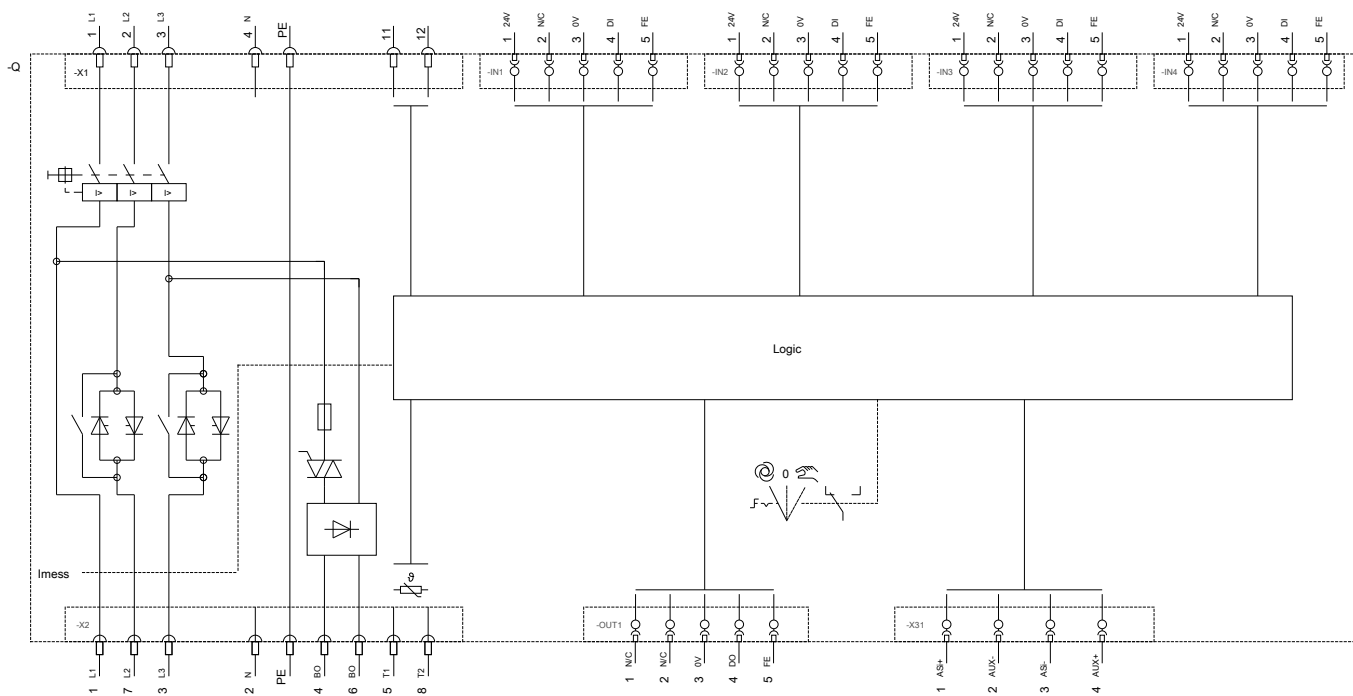 1 L1
2 L2
3 L3
4 N
PE
11
12
1 24V
2 N/C
3 0V
4 DI
5 FE
1 24V
2 N/C
3 0V
4 DI
5 FE
1 24V
2 N/C
3 0V
4 DI
5 FE
1 24V
2 N/C
3 0V
4 DI
5 FE
-Q
-X1
-IN1
-IN2
-IN3
-IN4
I>
I>
I>
Logic
0
Imess
ϑ
-X2
-OUT1
-X31
1 L1
7 L2
3 L3
2 N
PE
4 BO
6 BO
5 T1
8 T2
1 N/C
2 N/C
3 0V
4 DO
5 FE
1 ASi+
2 AUX-
3 ASi-
4 AUX+